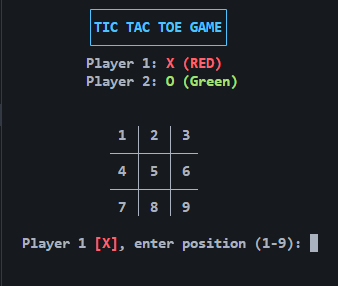 TIC TAC TOE GAME
Player 1: X (RED)
Player 2: O (Green)
1 2 3
4 5 6
7 8 9
Player 1 [X], enter position (1-9):